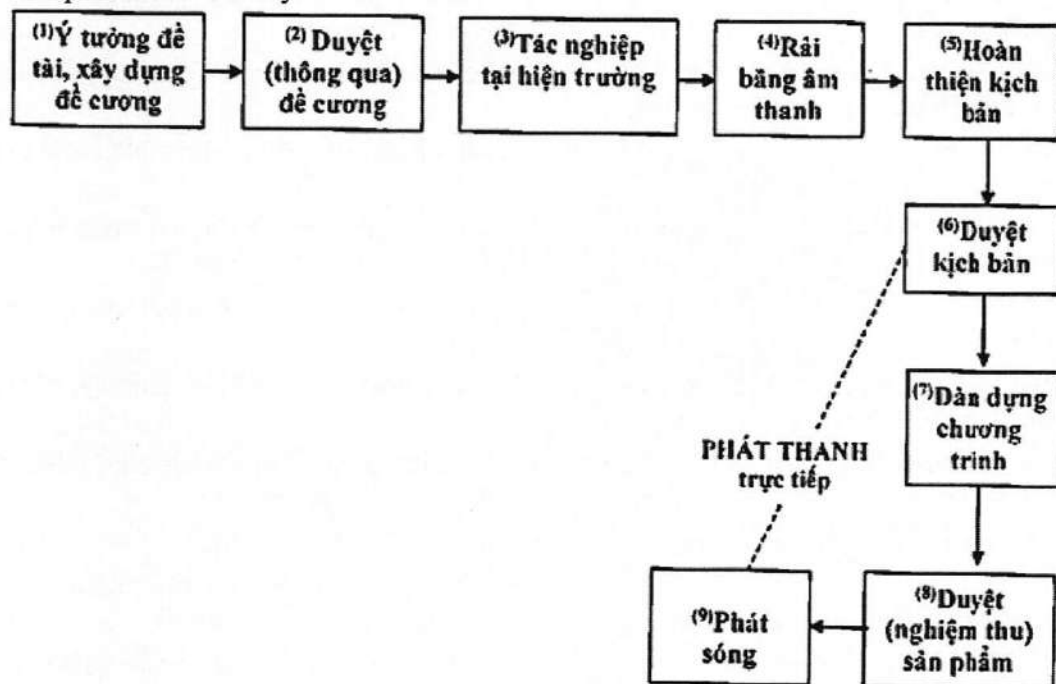 (1)Ý tưởng đề
tài, xây dựng
đề cương
(2) Duyệt
(thông qua)
đề cương
(3)Tác nghiệp
tại hiện trường
(4)Rải
băng âm
thanh
(5)Hoàn
thiện kịch
bản
(6)Duyệt
kịch bản
(7)Dàn dựng
chương
trình
PHÁT THANH
trực tiếp
(8)Duyệt
(nghiệm thu)
sản phẩm
(9)Phát
sóng